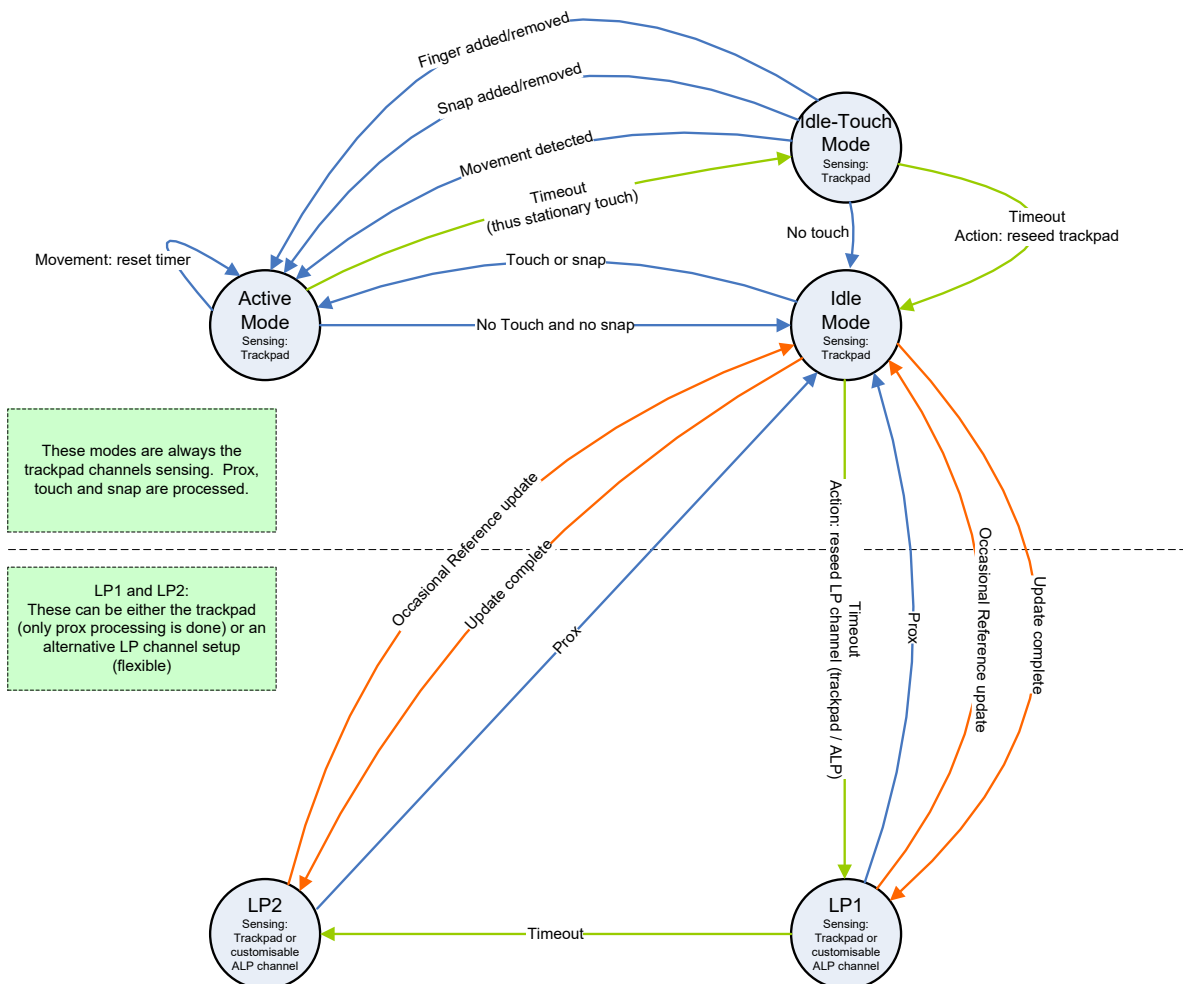 Finger added/removed
Snap added/removed
Movement detected
Idle-Touch
Mode
Sensing:
Trackpad
Timeout
(thus stationary touch)
No touch
Timeout
Action: reseed trackpad
Movement: reset timer
Touch or snap
Active
Mode
Sensing:
Trackpad
No Touch and no snap
Idle
Mode
Sensing:
Trackpad
These modes are always the
trackpad channels sensing.  Prox,
touch and snap are processed.
LP1 and LP2:
These can be either the trackpad
(only prox processing is done) or an
alternative LP channel setup
(flexible)
Occasional Reference update
Update complete
Prox
Timeout
Action: reseed LP channel (trackpad / ALP)
Prox
Occasional Reference update
Update complete
LP2
Sensing:
Trackpad or
customisable
ALP channel
Timeout
LP1
Sensing:
Trackpad or
customisable
ALP channel